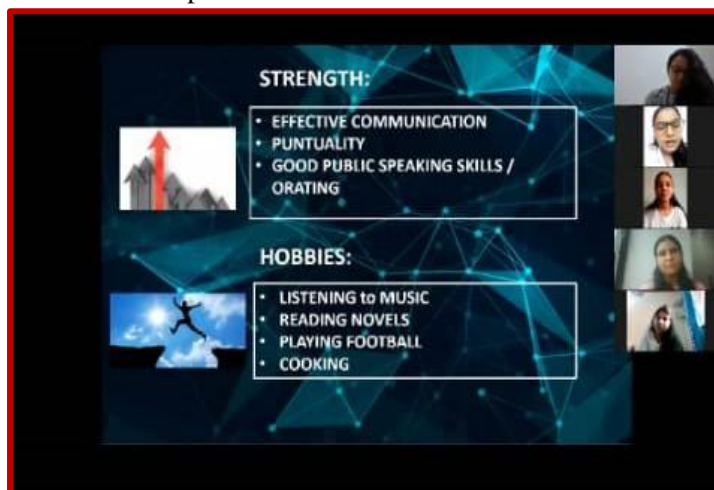 STRENGTH:
• EFFECTIVE COMMUNICATION
• PUNTUALITY
• GOOD PUBLIC SPEAKING SKILLS /
ORATING
HOBBIES:
• LISTENING to MUSIC
• READING NOVELS
• PLAYING FOOTBALL
• COOKING